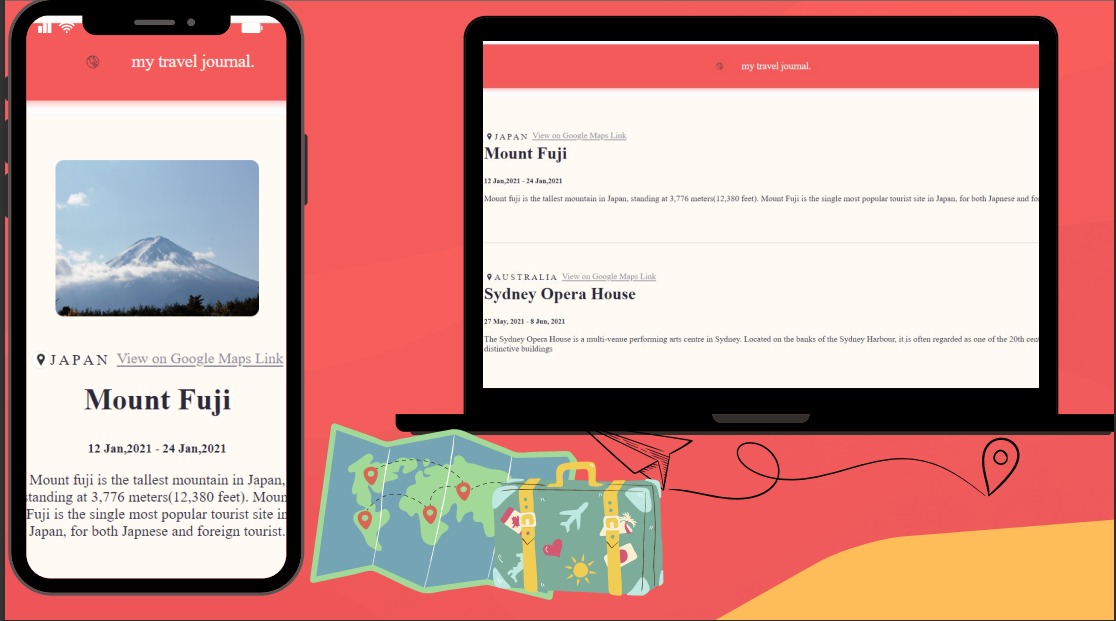 my travel journal.
JAPAN View on Google Maps Link
Mount Fuji
12 Jan,2021 - 24 Jan,2021
Mount fuji is the tallest mountain in Japan,
standing at 3,776 meters(12,380 feet). Moun
Fuji is the single most popular tourist site in
Japan, for both Japnese and foreign tourist.
my travel journal.
JAPAN View on Google Maps Link
Mount Fuji
12 Jan,2021 - 24 Jan,2021
Mount fuji is the tallest mountain in Japan, standing at 3,776 meters(12,380 feet). Mount Fuji is the single most popular tourist site in Japan, for both Japnese and fo
AUSTRALIA View on Google Maps Link
Sydney Opera House
27 May, 2021 - 8 Jun, 2021
The Sydney Opera House is a multi-venue performing arts centre in Sydney. Located on the banks of the Sydney Harbour, it is often regarded as one of the 20th cen
distinctive buildings